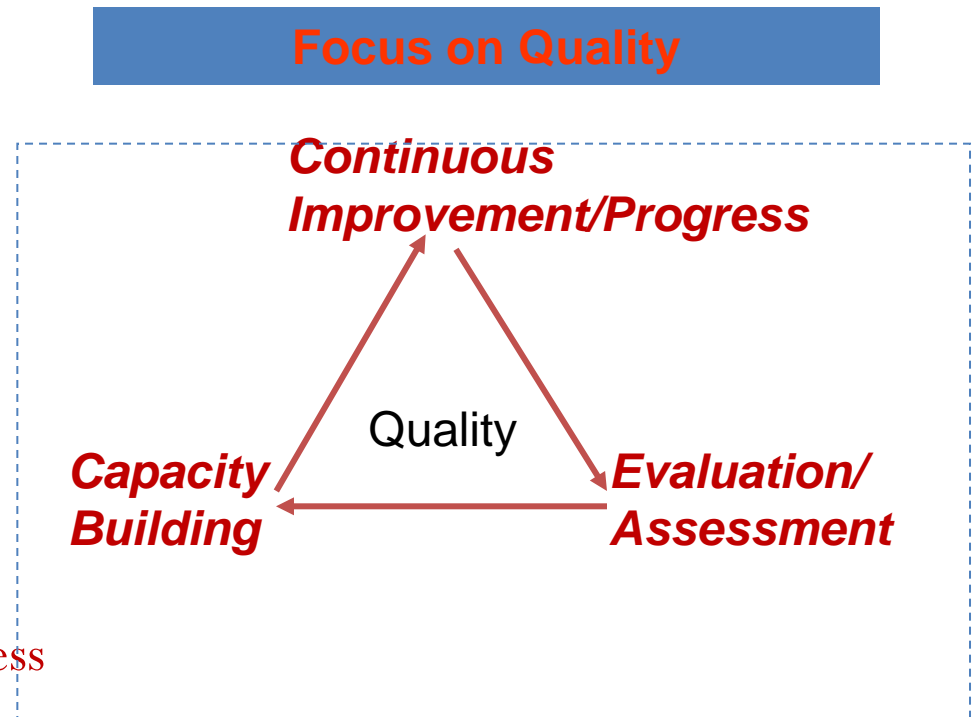 Focus on Quality
Continuous
Improvement/Progress
Quality
Capacity
Building
Evaluation/
Assessment
ess